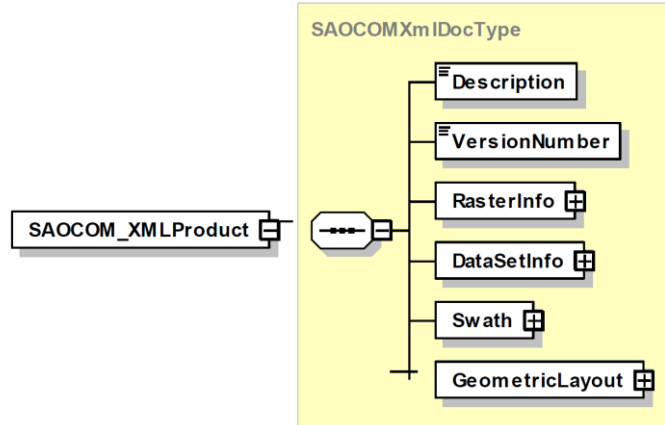 SAOCOMXmlDocType
Description
VersionNumber
RasterInfo
SAOCOM_XMLProduct
DataSetInfo
Swath
GeometricLayout